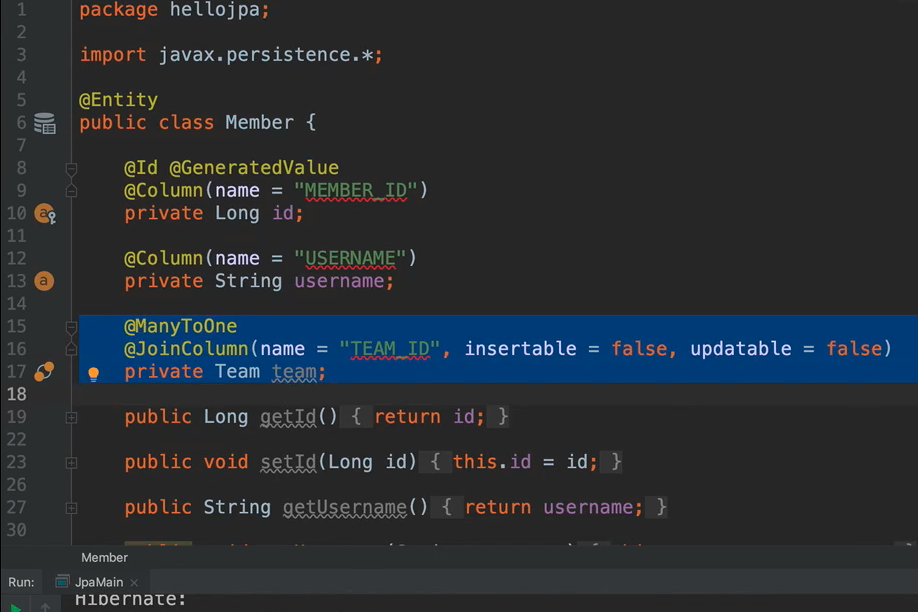 1 package hellojpa;
2
3 import javax.persistence.*;
4
5 @Entity
6 public class Member {
7
8 @Id @GeneratedValue
9 @Column(name = "MEMBER_ID")
10 private Long id;
11
12 @Column(name = "USERNAME")
13 private String username;
14
15 @ManyToOne
16 @JoinColumn(name = "TEAM_ID", insertable = false, updatable = false)
17 private Team team;
18
19 public Long getId() { return id; }
22
23 public void setId(Long id) { this.id = id; }
26
27 public String getUsername() { return username; }
30
Member
Run: JpaMain
Hibernate: